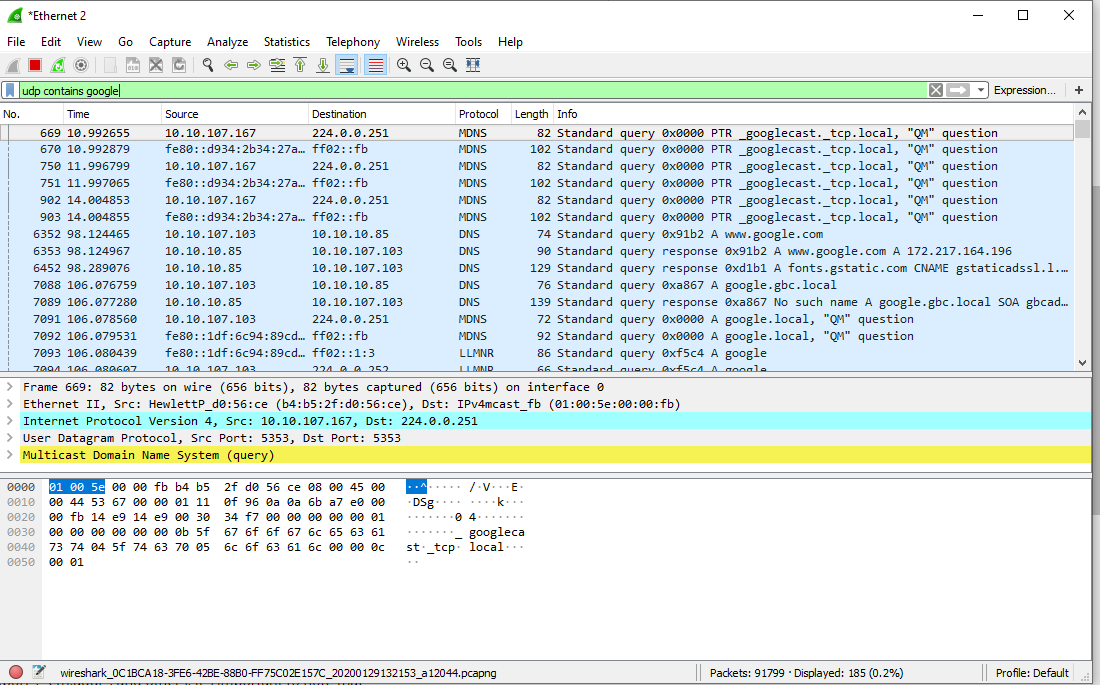 *Ethernet 2
File Edit View Go Capture Analyze Statistics Telephony Wireless Tools Help
udp contains google Expression... +
No. Time Source Destination Protocol Length Info
669 10.992655 10.10.107.167 224.0.0.251 MDNS 82 Standard query 0x0000 PTR _googlecast._tcp.local, "QM" question
670 10.992879 fe80::d934:2b34:27a… ff02::fb MDNS 102 Standard query 0x0000 PTR _googlecast._tcp.local, "QM" question
750 11.996799 10.10.107.167 224.0.0.251 MDNS 82 Standard query 0x0000 PTR _googlecast._tcp.local, "QM" question
751 11.997065 fe80::d934:2b34:27a… ff02::fb MDNS 102 Standard query 0x0000 PTR _googlecast._tcp.local, "QM" question
902 14.004853 10.10.107.167 224.0.0.251 MDNS 82 Standard query 0x0000 PTR _googlecast._tcp.local, "QM" question
903 14.004855 fe80::d934:2b34:27a… ff02::fb MDNS 102 Standard query 0x0000 PTR _googlecast._tcp.local, "QM" question
6352 98.124465 10.10.107.103 10.10.10.85 DNS 74 Standard query 0x91b2 A www.google.com
6353 98.124967 10.10.10.85 10.10.107.103 DNS 90 Standard query response 0x91b2 A www.google.com A 172.217.164.196
6452 98.289076 10.10.10.85 10.10.107.103 DNS 129 Standard query response 0xd1b1 A fonts.gstatic.com CNAME gstaticadssl.l.…
7088 106.076759 10.10.107.103 10.10.10.85 DNS 76 Standard query 0xa867 A google.gbc.local
7089 106.077280 10.10.10.85 10.10.107.103 DNS 139 Standard query response 0xa867 No such name A google.gbc.local SOA gbcad…
7091 106.078560 10.10.107.103 224.0.0.251 MDNS 72 Standard query 0x0000 A google.local, "QM" question
7092 106.079531 fe80::1df:6c94:89cd… ff02::fb MDNS 92 Standard query 0x0000 A google.local, "QM" question
7093 106.080439 fe80::1df:6c94:89cd… ff02::1:3 LLMNR 86 Standard query 0xf5c4 A google
7094 106.080607 10.10.107.103 224.0.0.252 LLMNR 66 Standard query 0xf5c4 A google
Frame 669: 82 bytes on wire (656 bits), 82 bytes captured (656 bits) on interface 0
Ethernet II, Src: HewlettP_d0:56:ce (b4:b5:2f:d0:56:ce), Dst: IPv4mcast_fb (01:00:5e:00:00:fb)
Internet Protocol Version 4, Src: 10.10.107.167, Dst: 224.0.0.251
User Datagram Protocol, Src Port: 5353, Dst Port: 5353
Multicast Domain Name System (query)
0000 01 00 5e 00 00 fb b4 b5 2f d0 56 ce 08 00 45 00 ··^····· /·V···E·
0010 00 44 53 67 00 00 01 11 0f 96 0a 0a 6b a7 e0 00 ·DSg···· ····k···
0020 00 fb 14 e9 14 e9 00 30 34 f7 00 00 00 00 00 01 ·······0 4·······
0030 00 00 00 00 00 00 0b 5f 67 6f 6f 67 6c 65 63 61 ·······_ googleca
0040 73 74 04 5f 74 63 70 05 6c 6f 63 61 6c 00 00 0c st·_tcp· local···
0050 00 01 ··
wireshark_0C1BCA18-3FE6-42BE-88B0-FF75C02E157C_20200129132153_a12044.pcapng Packets: 91799 · Displayed: 185 (0.2%) Profile: Default